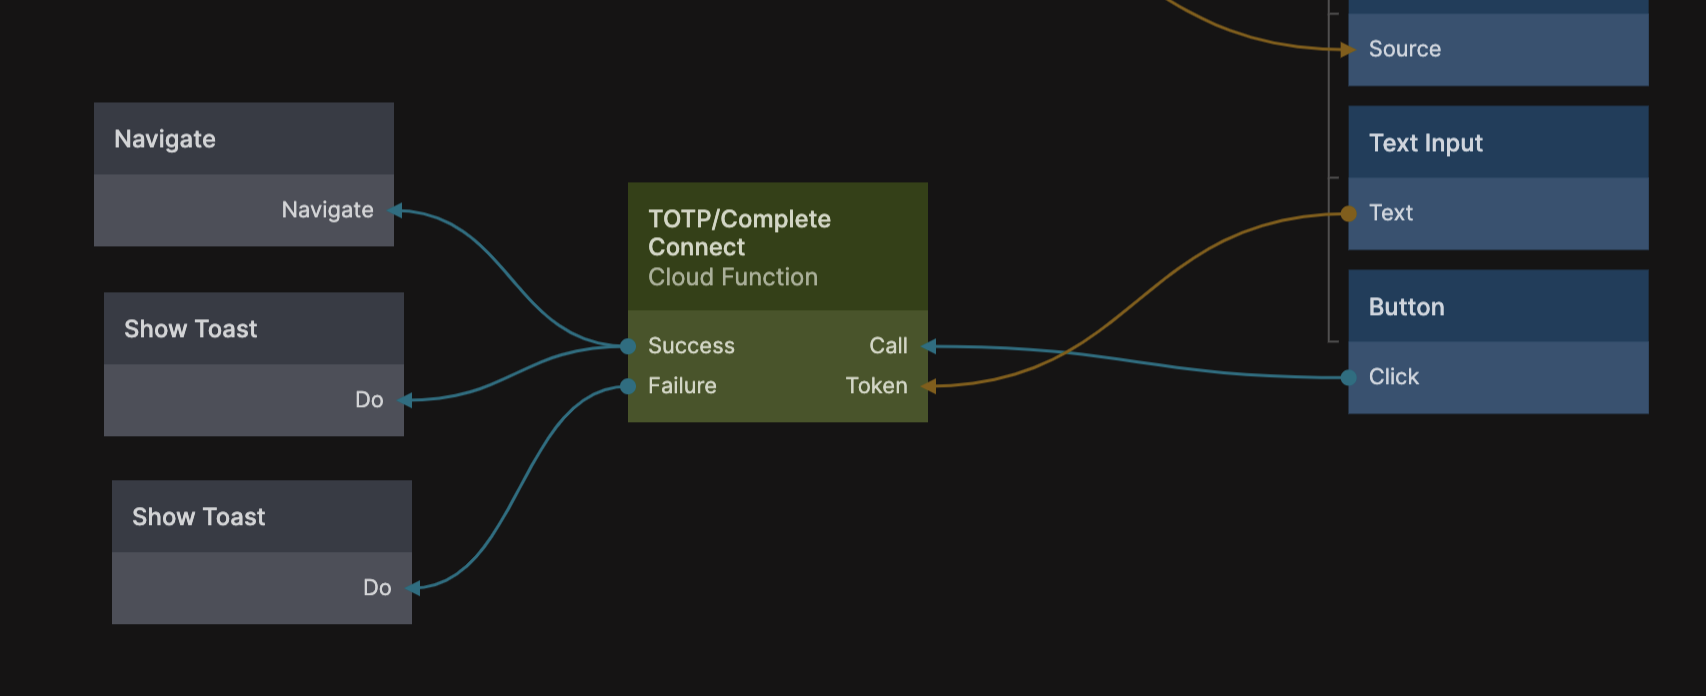 Navigate
Navigate
Show Toast
Do
Show Toast
Do
TOTP/Complete
Connect
Cloud Function
Success Call
Failure Token
Source
Text Input
Text
Button
Click